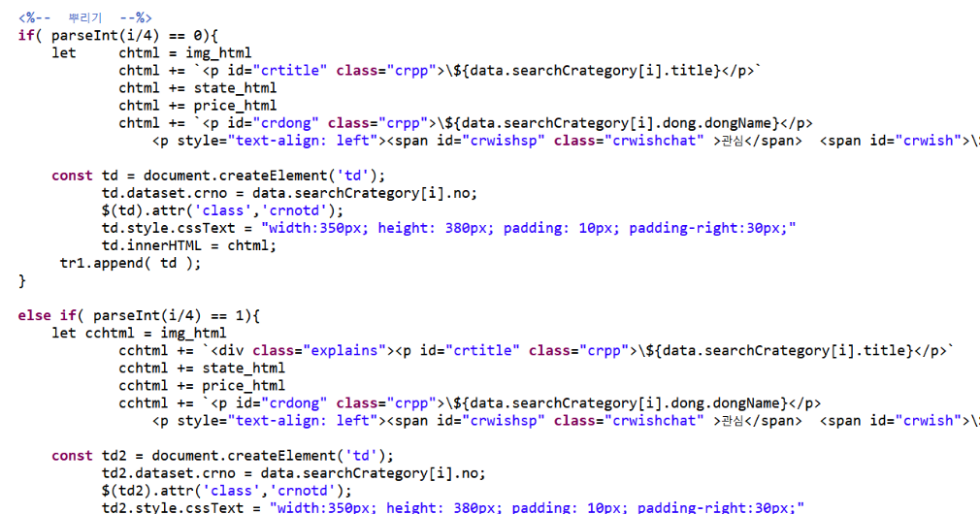 <%--  뿌리기  --%>
if( parseInt(i/4) == 0){
let chtml = img_html
chtml += `<p id="crtitle" class="crpp">\${data.searchCrategory[i].title}</p>`
chtml += state_html
chtml += price_html
chtml += `<p id="crdong" class="crpp">\${data.searchCrategory[i].dong.dongName}</p>
<p style="text-align: left"><span id="crwishsp" class="crwishchat" >관심</span> <span id="crwish">\
const td = document.createElement('td');
td.dataset.crno = data.searchCrategory[i].no;
$(td).attr('class','crnotd');
td.style.cssText = "width:350px; height: 380px; padding: 10px; padding-right:30px;"
td.innerHTML = chtml;
tr1.append( td );
}
else if( parseInt(i/4) == 1){
let cchtml = img_html
cchtml += `<div class="explains"><p id="crtitle" class="crpp">\${data.searchCrategory[i].title}</p>`
cchtml += state_html
cchtml += price_html
cchtml += `<p id="crdong" class="crpp">\${data.searchCrategory[i].dong.dongName}</p>
<p style="text-align: left"><span id="crwishsp" class="crwishchat" >관심</span> <span id="crwish">\
const td2 = document.createElement('td');
td2.dataset.crno = data.searchCrategory[i].no;
$(td2).attr('class','crnotd');
td2.style.cssText = "width:350px; height: 380px; padding: 10px; padding-right:30px;"